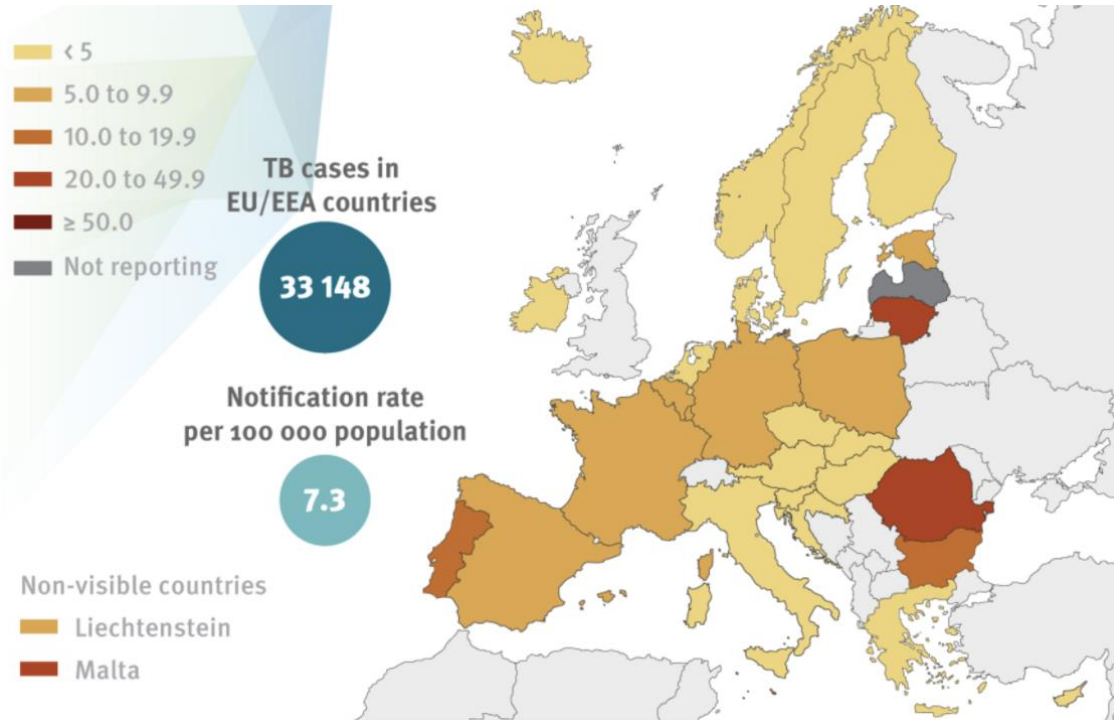 < 5
5.0 to 9.9
10.0 to 19.9
20.0 to 49.9
≥ 50.0
Not reporting
TB cases in
EU/EEA countries
33 148
Notification rate
per 100 000 population
7.3
Non-visible countries
Liechtenstein
Malta